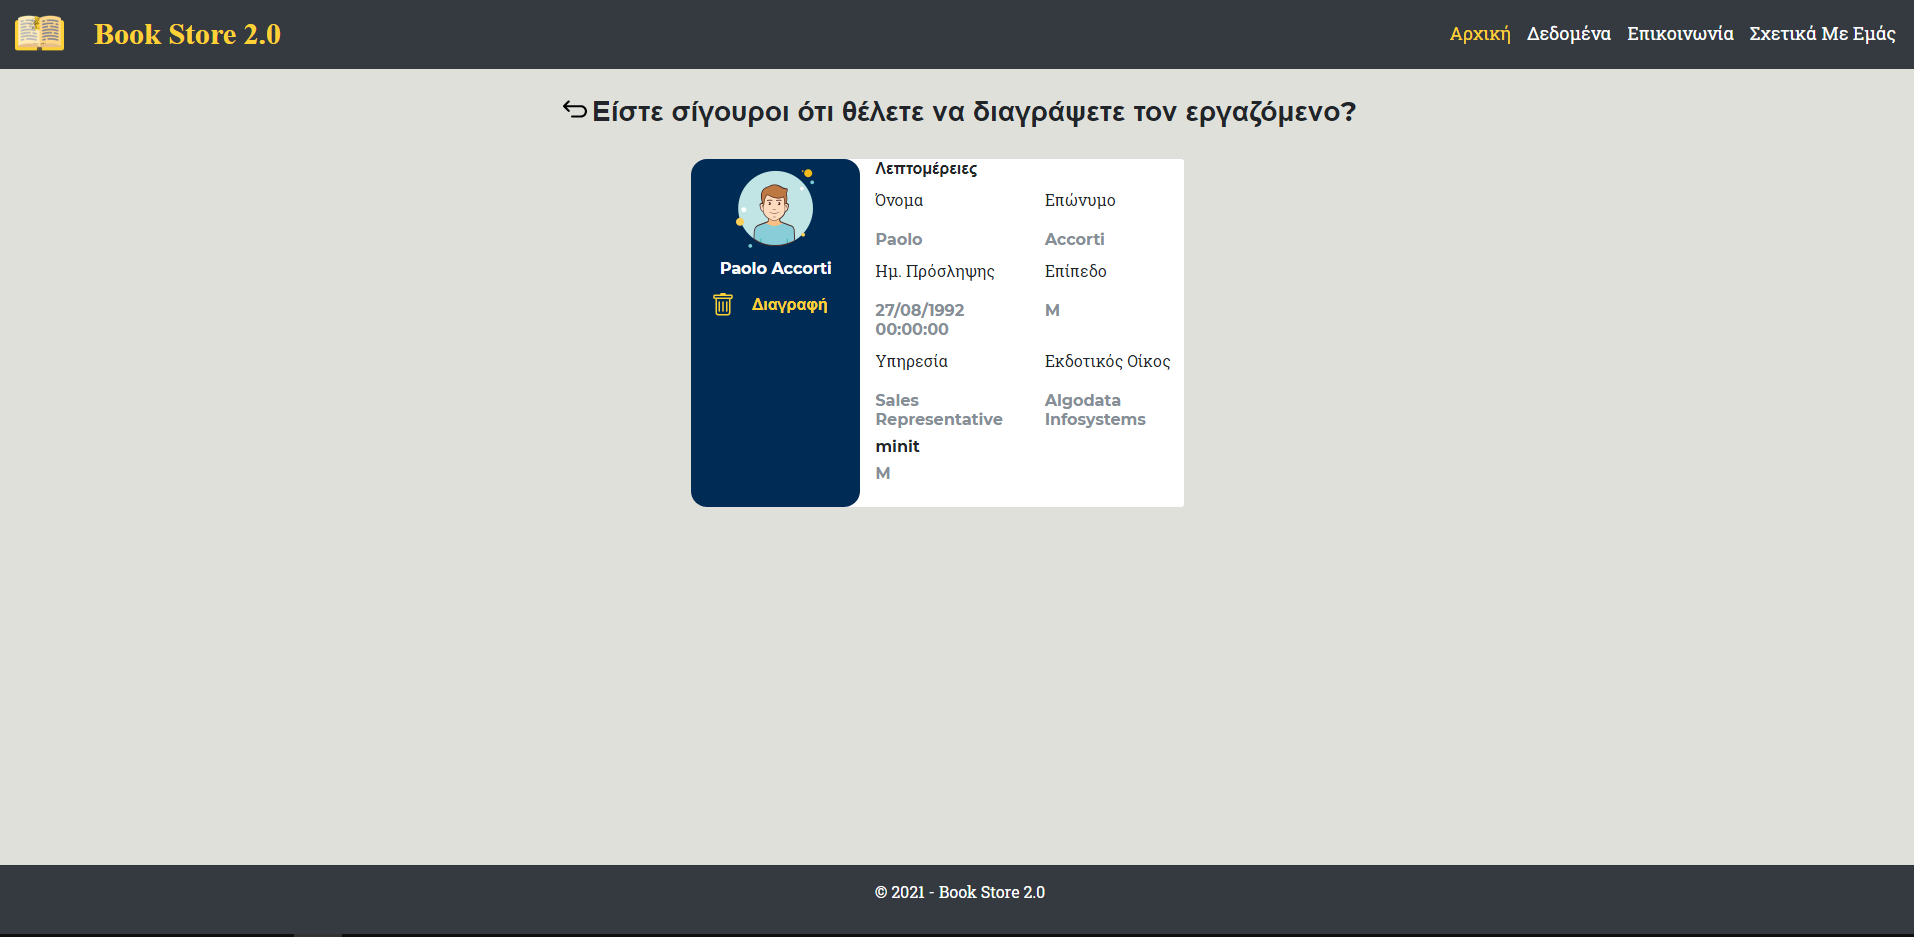 Book Store 2.0
Αρχική Δεδομένα Επικοινωνία Σχετικά Με Εμάς
Είστε σίγουροι ότι θέλετε να διαγράψετε τον εργαζόμενο?
Paolo Accorti
Διαγραφή
Λεπτομέρειες
Όνομα Επώνυμο
Paolo Accorti
Ημ. Πρόσληψης Επίπεδο
27/08/1992 M
00:00:00
Υπηρεσία Εκδοτικός Οίκος
Sales Algodata
Representative Infosystems
minit
M
© 2021 - Book Store 2.0